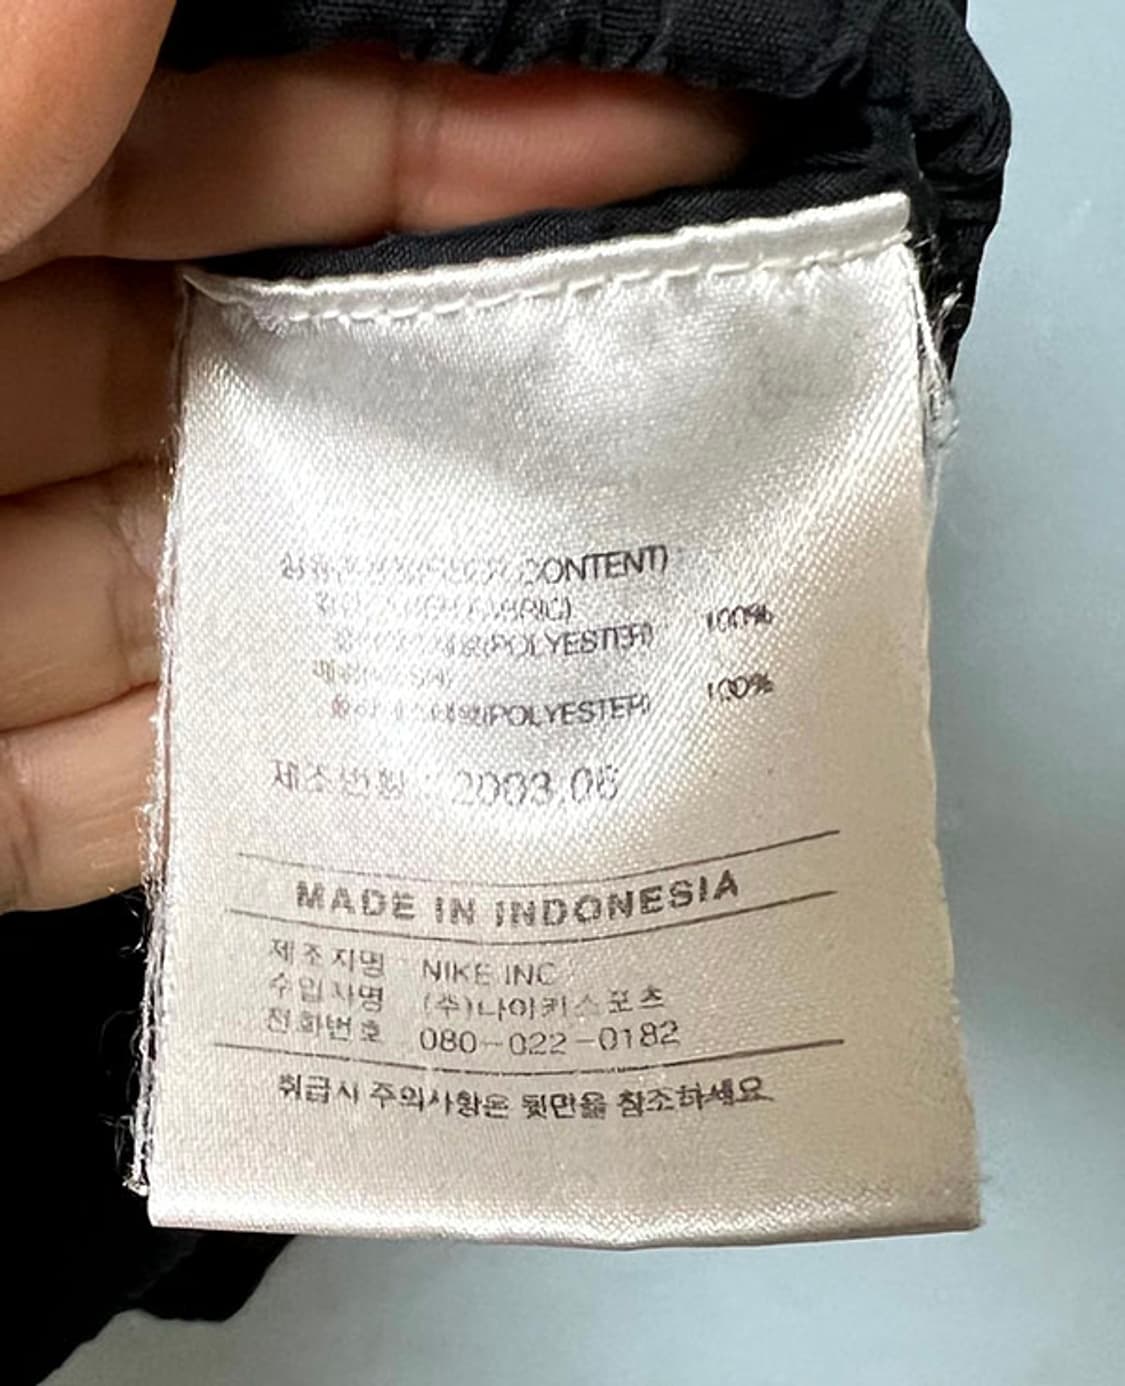 CONTENT)
(POLYESTER) 100%
(POLYESTER) 100%
2003.06
MADE IN INDONESIA
제조자명 NIKE INC
수입자명 (주)나이키스포츠
전화번호 080-022-0182
취급시 주의사항은 뒷면을 참조하세요